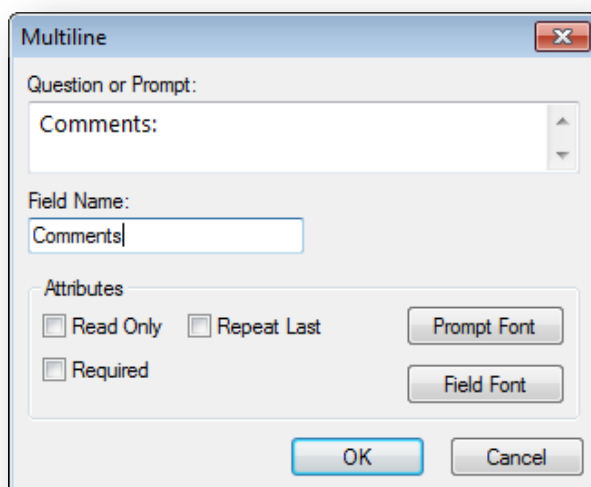 Multiline
Question or Prompt:
Comments:
Field Name:
Comments
Attributes
Read Only Repeat Last Prompt Font
Required
Field Font
OK Cancel